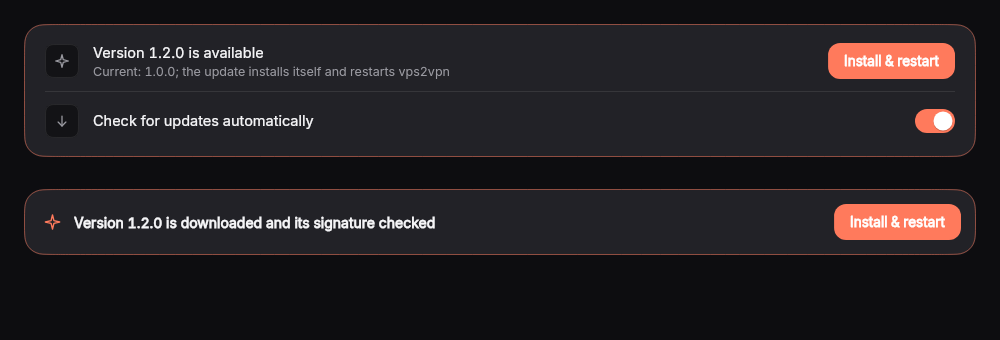 Version 1.2.0 is available
Current: 1.0.0; the update installs itself and restarts vps2vpn
Install & restart
Check for updates automatically
Version 1.2.0 is downloaded and its signature checked
Install & restart